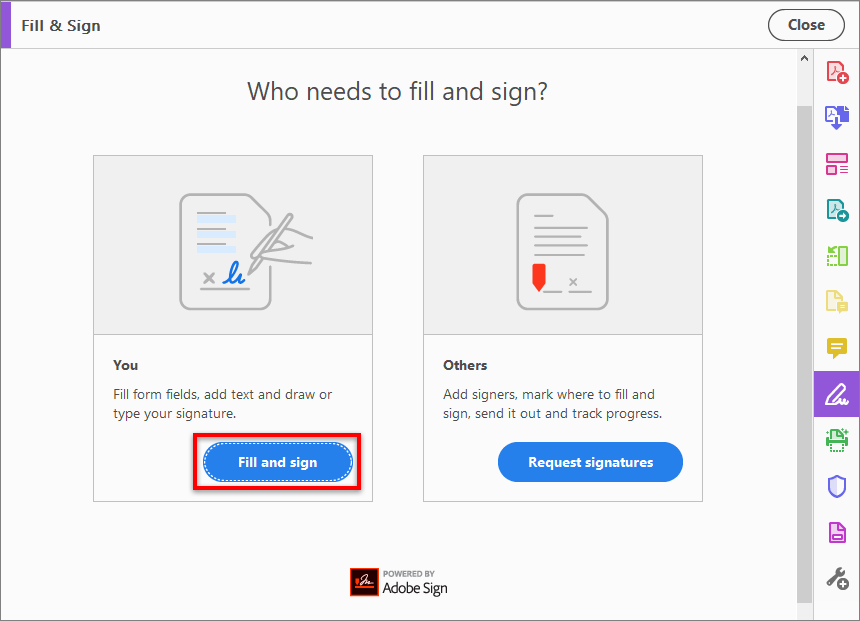 Fill & Sign
Close
Who needs to fill and sign?
You
Fill form fields, add text and draw or
type your signature.
Fill and sign
Others
Add signers, mark where to fill and
sign, send it out and track progress.
Request signatures
POWERED BY
Adobe Sign